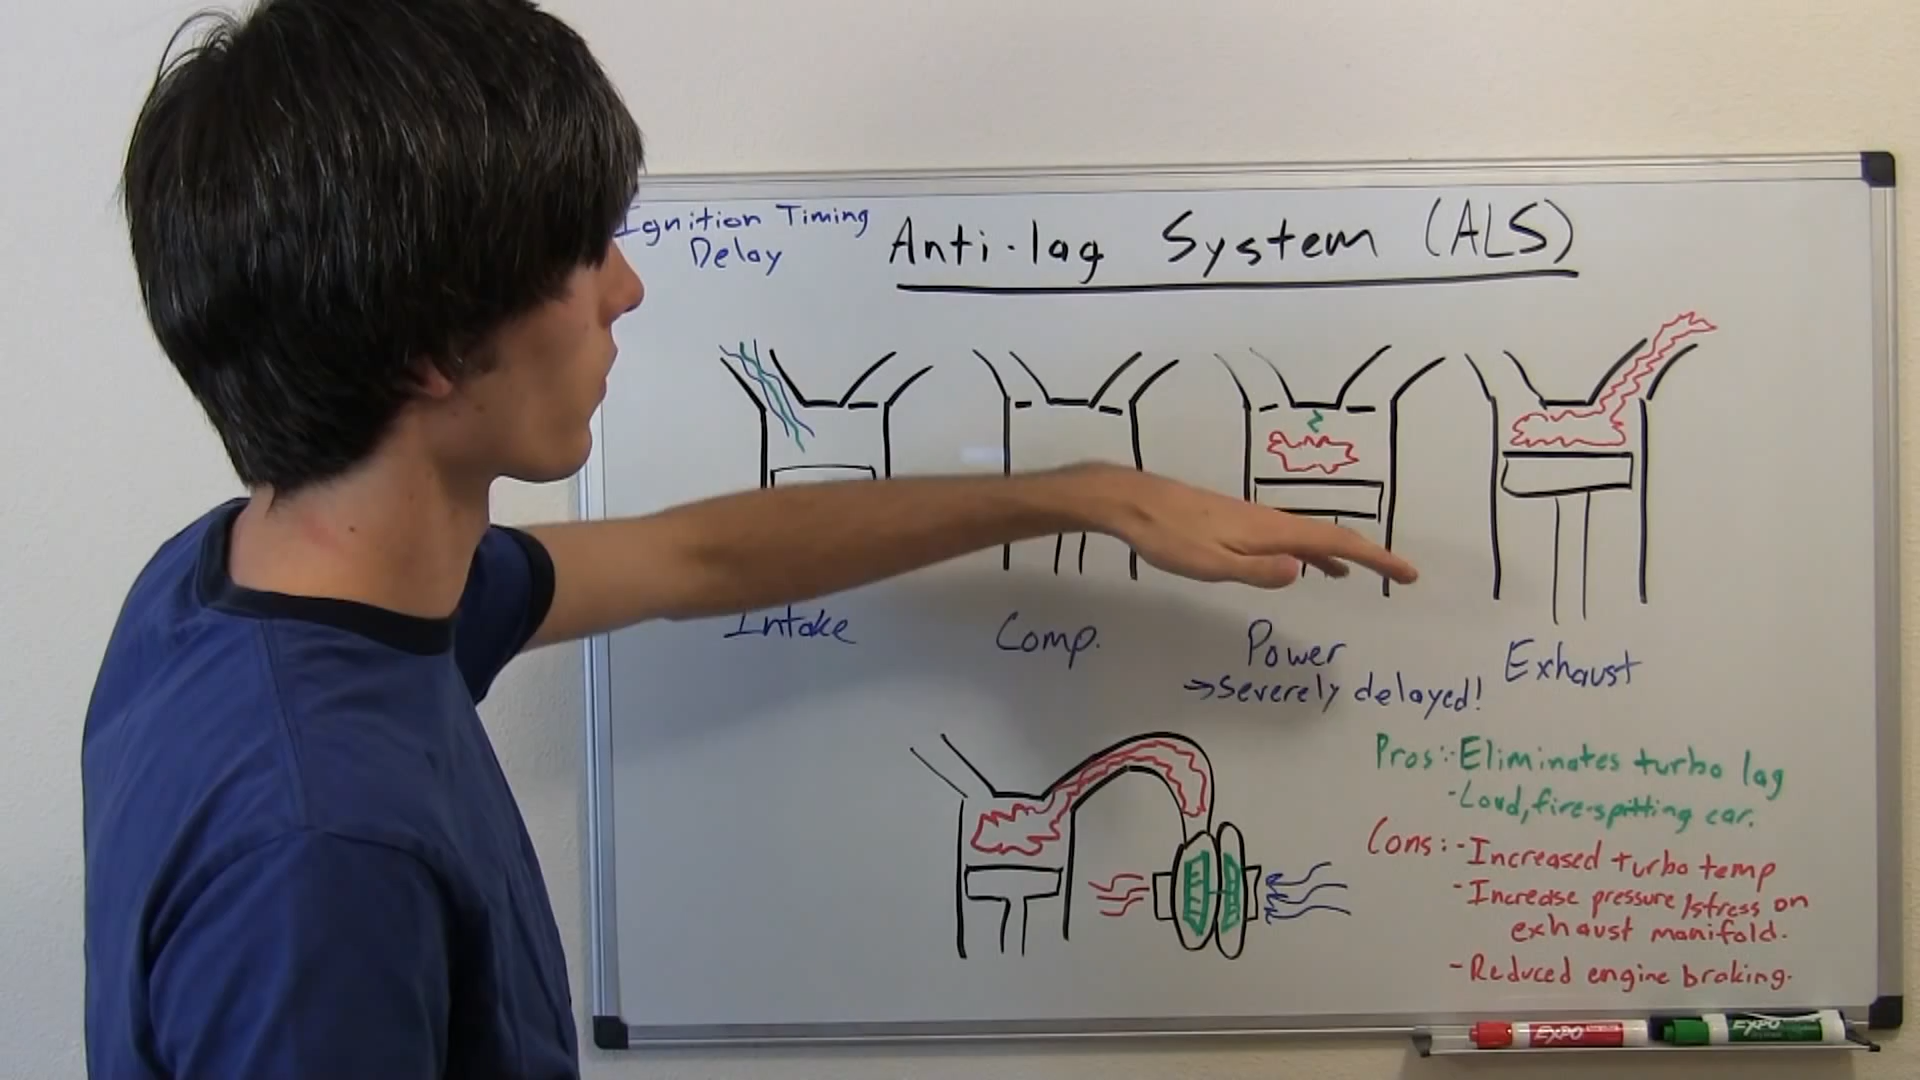 Ignition Timing
Delay
Anti-lag System (ALS)
Intake
Comp.
Power
→ Severely delayed!
Exhaust
Pros: - Eliminates turbo lag
- Loud, fire-spitting car.
Cons: - Increased turbo temp
- Increase pressure/stress on
exhaust manifold.
- Reduced engine braking.
EXPO
EXPO